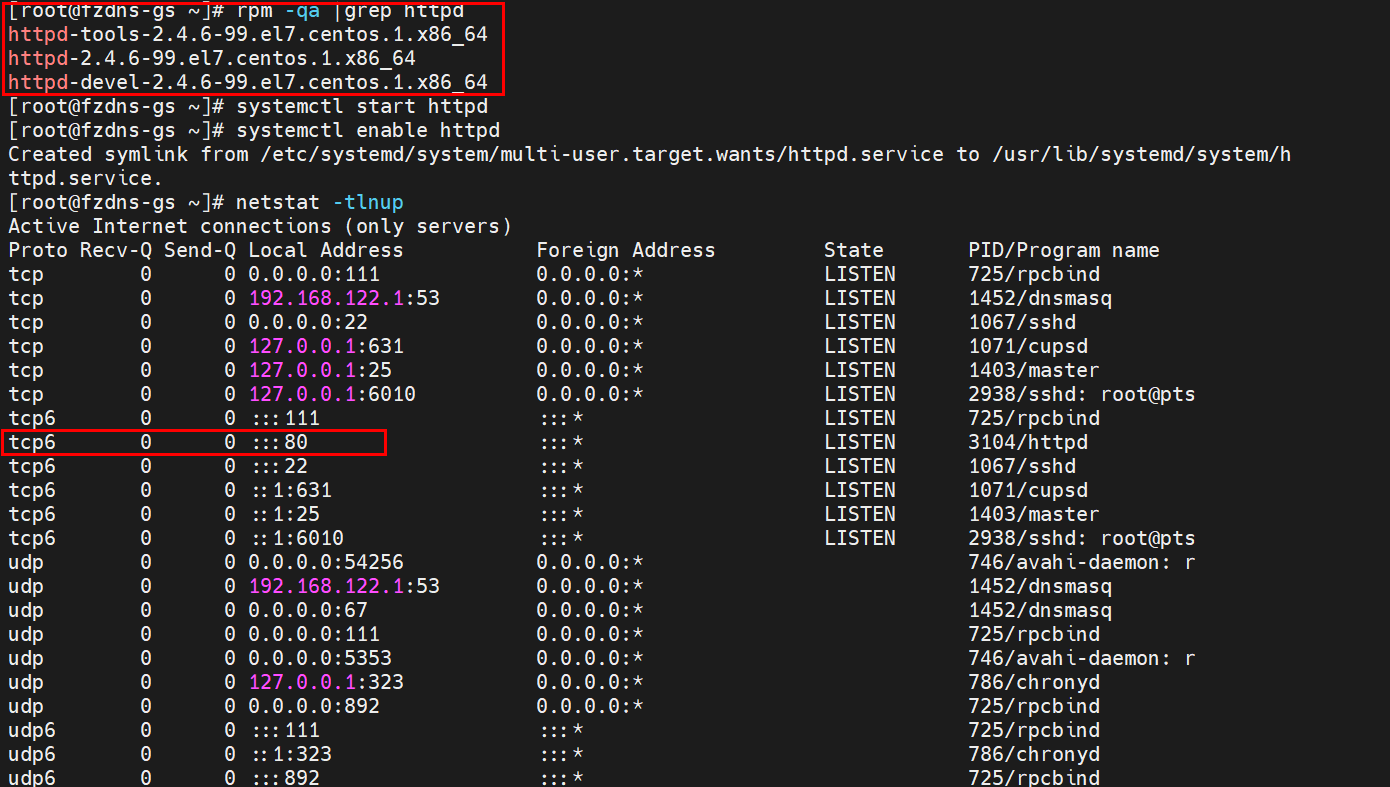 [root@fzdns-gs ~]# rpm -qa |grep httpd
httpd-tools-2.4.6-99.el7.centos.1.x86_64
httpd-2.4.6-99.el7.centos.1.x86_64
httpd-devel-2.4.6-99.el7.centos.1.x86_64
[root@fzdns-gs ~]# systemctl start httpd
[root@fzdns-gs ~]# systemctl enable httpd
Created symlink from /etc/systemd/system/multi-user.target.wants/httpd.service to /usr/lib/systemd/system/h
ttpd.service.
[root@fzdns-gs ~]# netstat -tlnup
Active Internet connections (only servers)
Proto Recv-Q Send-Q Local Address           Foreign Address         State       PID/Program name
tcp        0      0 0.0.0.0:111             0.0.0.0:*               LISTEN      725/rpcbind
tcp        0      0 192.168.122.1:53        0.0.0.0:*               LISTEN      1452/dnsmasq
tcp        0      0 0.0.0.0:22              0.0.0.0:*               LISTEN      1067/sshd
tcp        0      0 127.0.0.1:631           0.0.0.0:*               LISTEN      1071/cupsd
tcp        0      0 127.0.0.1:25            0.0.0.0:*               LISTEN      1403/master
tcp        0      0 127.0.0.1:6010          0.0.0.0:*               LISTEN      2938/sshd: root@pts
tcp6       0      0 :::111                  :::*                    LISTEN      725/rpcbind
tcp6       0      0 :::80                   :::*                    LISTEN      3104/httpd
tcp6       0      0 :::22                   :::*                    LISTEN      1067/sshd
tcp6       0      0 ::1:631                 :::*                    LISTEN      1071/cupsd
tcp6       0      0 ::1:25                  :::*                    LISTEN      1403/master
tcp6       0      0 ::1:6010                :::*                    LISTEN      2938/sshd: root@pts
udp        0      0 0.0.0.0:54256           0.0.0.0:*                           746/avahi-daemon: r
udp        0      0 192.168.122.1:53        0.0.0.0:*                           1452/dnsmasq
udp        0      0 0.0.0.0:67              0.0.0.0:*                           1452/dnsmasq
udp        0      0 0.0.0.0:111             0.0.0.0:*                           725/rpcbind
udp        0      0 0.0.0.0:5353            0.0.0.0:*                           746/avahi-daemon: r
udp        0      0 127.0.0.1:323           0.0.0.0:*                           786/chronyd
udp        0      0 0.0.0.0:892             0.0.0.0:*                           725/rpcbind
udp6       0      0 :::111                  :::*                                725/rpcbind
udp6       0      0 ::1:323                 :::*                                786/chronyd
udp6       0      0 :::892                  :::*                                725/rpcbind